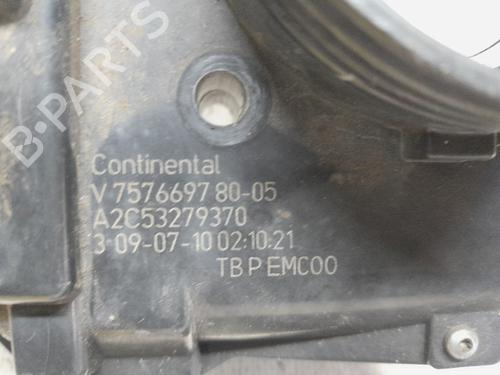 B-PARTS
Continental
V 7576697 80-05
A2C53279370
3 09-07-10 02:10:21
TB P EMC00